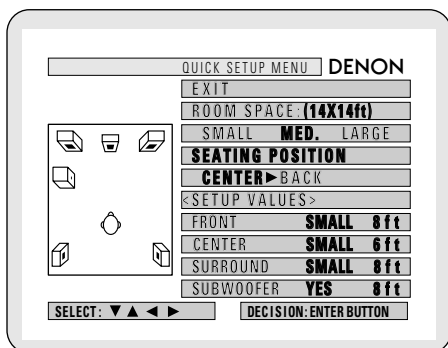 QUICK SETUP MENU DENON
EXIT
ROOM SPACE:(14X14ft)
SMALL MED. LARGE
SEATING POSITION
CENTER►BACK
<SETUP VALUES>
FRONT SMALL 8ft
CENTER SMALL 6ft
SURROUND SMALL 8ft
SUBWOOFER YES 8ft
SELECT: ▼ ▲ ◄ ► DECISION: ENTER BUTTON